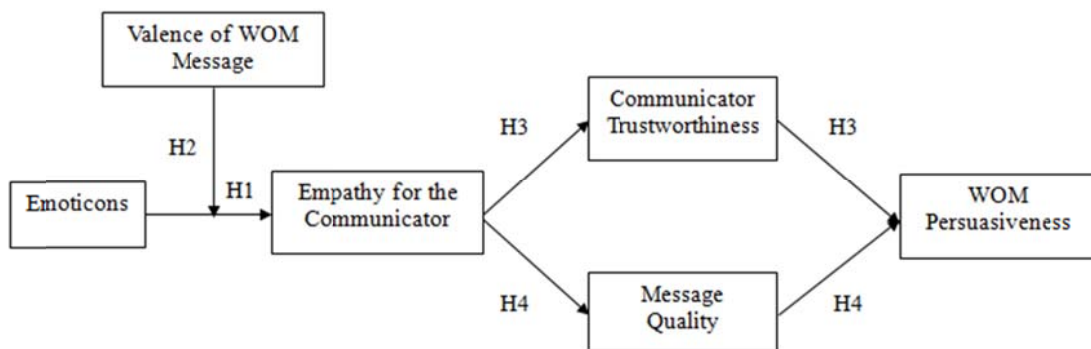 Valence of WOM
Message
H2
H1
Emoticons
Empathy for the
Communicator
H3
Communicator
Trustworthiness
H3
H4
Message
Quality
H4
WOM
Persuasiveness